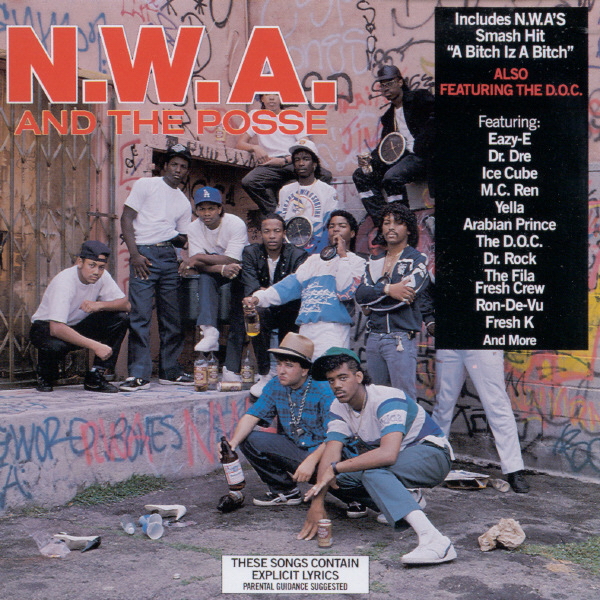 N.W.A.
AND THE POSSE
Includes N.W.A'S
Smash Hit
"A Bitch Iz A Bitch"
ALSO
FEATURING THE D.O.C.
Featuring:
Eazy-E
Dr. Dre
Ice Cube
M.C. Ren
Yella
Arabian Prince
The D.O.C.
Dr. Rock
The Fila
Fresh Crew
Ron-De-Vu
Fresh K
And More
THESE SONGS CONTAIN
EXPLICIT LYRICS
PARENTAL GUIDANCE SUGGESTED